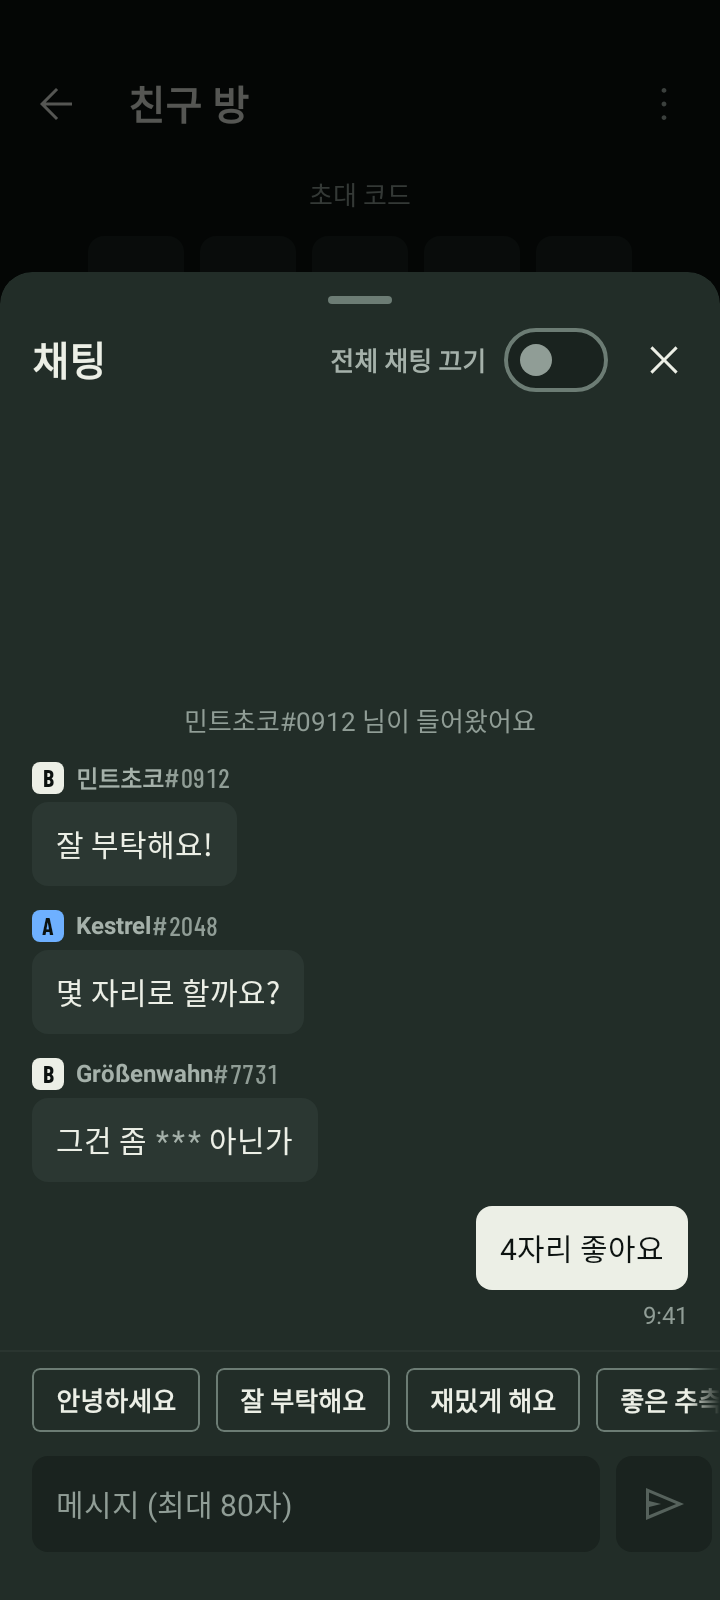 친구 방
초대 코드
채팅
전체 채팅 끄기
민트초코#0912 님이 들어왔어요
B 민트초코#0912
잘 부탁해요!
A Kestrel#2048
몇 자리로 할까요?
B Größenwahn#7731
그건 좀 *** 아닌가
4자리 좋아요
9:41
안녕하세요 잘 부탁해요 재밌게 해요 좋은 추측
메시지 (최대 80자)